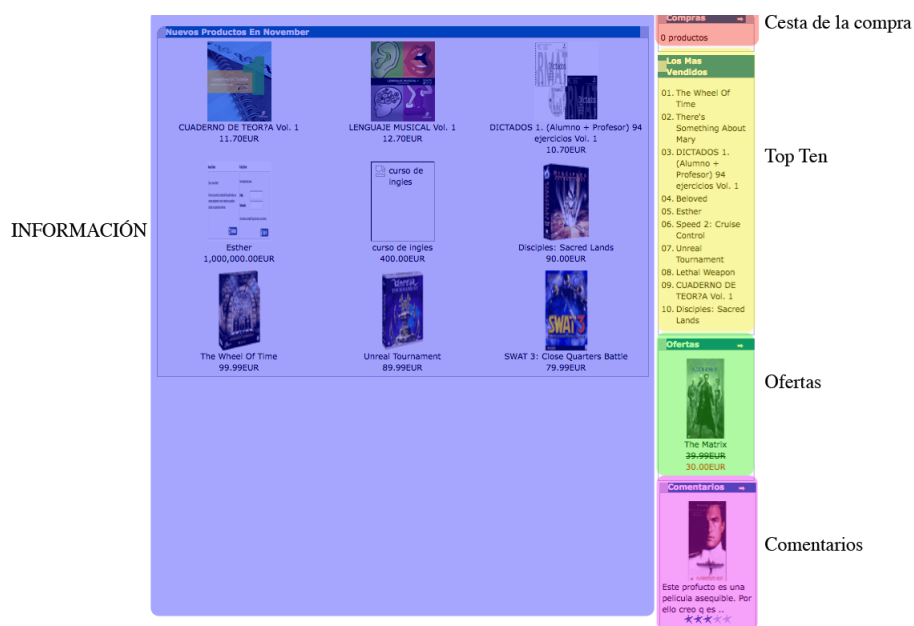 Compras
Cesta de la compra
0 productos
Nuevos Productos En November
CUADERNO DE TEOR?A Vol. 1
11.70EUR
LENGUAJE MUSICAL Vol. 1
12.70EUR
DICTADOS 1. (Alumno + Profesor) 94
ejercicios Vol. 1
10.70EUR
INFORMACIÓN
curso de
ingles
Esther
1,000,000.00EUR
curso de ingles
400.00EUR
Disciples: Sacred Lands
90.00EUR
Unreal
SWAT 3
The Wheel Of Time
99.99EUR
Unreal Tournament
89.99EUR
SWAT 3: Close Quarters Battle
79.99EUR
Los Mas
Vendidos
01. The Wheel Of
Time
02. There's
Something About
Mary
03. DICTADOS 1.
(Alumno +
Profesor) 94
ejercicios Vol. 1
04. Beloved
05. Esther
06. Speed 2: Cruise
Control
07. Unreal
Tournament
08. Lethal Weapon
09. CUADERNO DE
TEOR?A Vol. 1
10. Disciples: Sacred
Lands
Top Ten
Ofertas
The Matrix
39.99EUR
30.00EUR
Ofertas
Comentarios
Este profucto es una
pelicula asequible. Por
ello creo q es ..
Comentarios